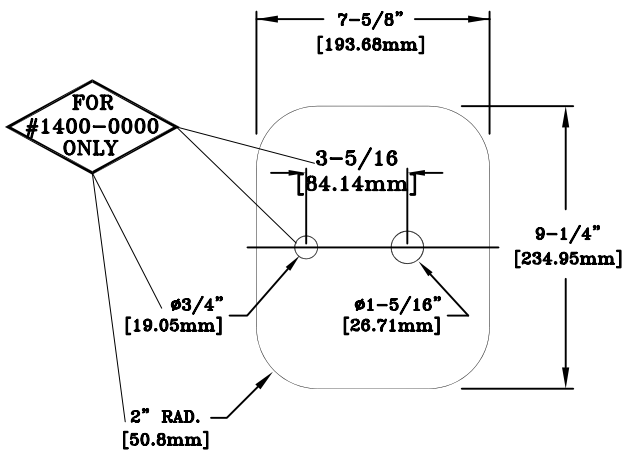 7-5/8"
[193.68mm]
FOR
#1400-0000
ONLY
3-5/16
[84.14mm]
9-1/4"
[234.95mm]
ø3/4"
[19.05mm]
ø1-5/16"
[26.71mm]
2" RAD.
[50.8mm]